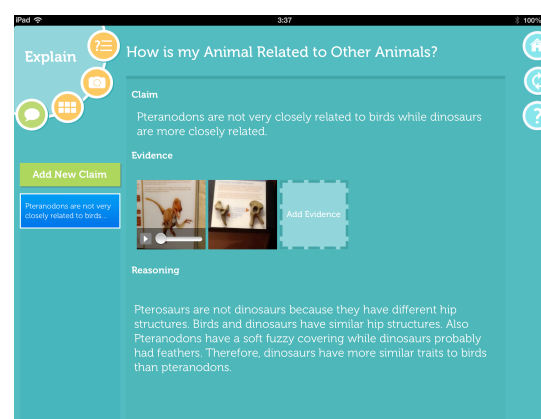 iPad 3:37 100%
Explain
How is my Animal Related to Other Animals?
Claim
Pteranodons are not very closely related to birds while dinosaurs
are more closely related.
Evidence
Add New Claim
Pteranodons are not very
closely related to birds...
Add Evidence
Reasoning
Pterosaurs are not dinosaurs because they have different hip
structures. Birds and dinosaurs have similar hip structures. Also
Pteranodons have a soft fuzzy covering while dinosaurs probably
had feathers. Therefore, dinosaurs have more similar traits to birds
than pteranodons.